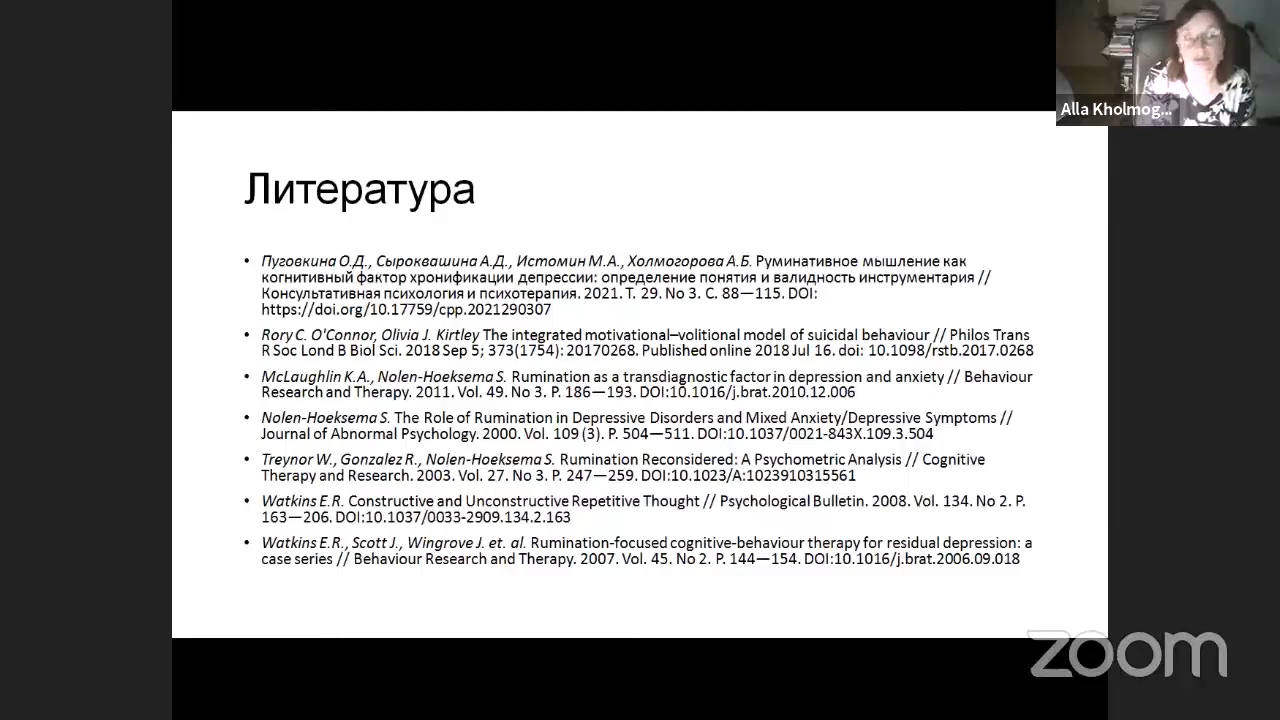 Alla Kholmog...
Литература
• Пуговкина О.Д., Сыроквашина А.Д., Истомин М.А., Холмогорова А.Б. Руминативное мышление как
когнитивный фактор хронификации депрессии: определение понятия и валидность инструментария //
Консультативная психология и психотерапия. 2021. Т. 29. No 3. С. 88—115. DOI:
https://doi.org/10.17759/cpp.2021290307
• Rory C. O'Connor, Olivia J. Kirtley The integrated motivational–volitional model of suicidal behaviour // Philos Trans
R Soc Lond B Biol Sci. 2018 Sep 5; 373(1754): 20170268. Published online 2018 Jul 16. doi: 10.1098/rstb.2017.0268
• McLaughlin K.A., Nolen-Hoeksema S. Rumination as a transdiagnostic factor in depression and anxiety // Behaviour
Research and Therapy. 2011. Vol. 49. No 3. P. 186—193. DOI:10.1016/j.brat.2010.12.006
• Nolen-Hoeksema S. The Role of Rumination in Depressive Disorders and Mixed Anxiety/Depressive Symptoms //
Journal of Abnormal Psychology. 2000. Vol. 109 (3). P. 504—511. DOI:10.1037/0021-843X.109.3.504
• Treynor W., Gonzalez R., Nolen-Hoeksema S. Rumination Reconsidered: A Psychometric Analysis // Cognitive
Therapy and Research. 2003. Vol. 27. No 3. P. 247—259. DOI:10.1023/A:1023910315561
• Watkins E.R. Constructive and Unconstructive Repetitive Thought // Psychological Bulletin. 2008. Vol. 134. No 2. P.
163—206. DOI:10.1037/0033-2909.134.2.163
• Watkins E.R., Scott J., Wingrove J. et. al. Rumination-focused cognitive-behaviour therapy for residual depression: a
case series // Behaviour Research and Therapy. 2007. Vol. 45. No 2. P. 144—154. DOI:10.1016/j.brat.2006.09.018
zoom